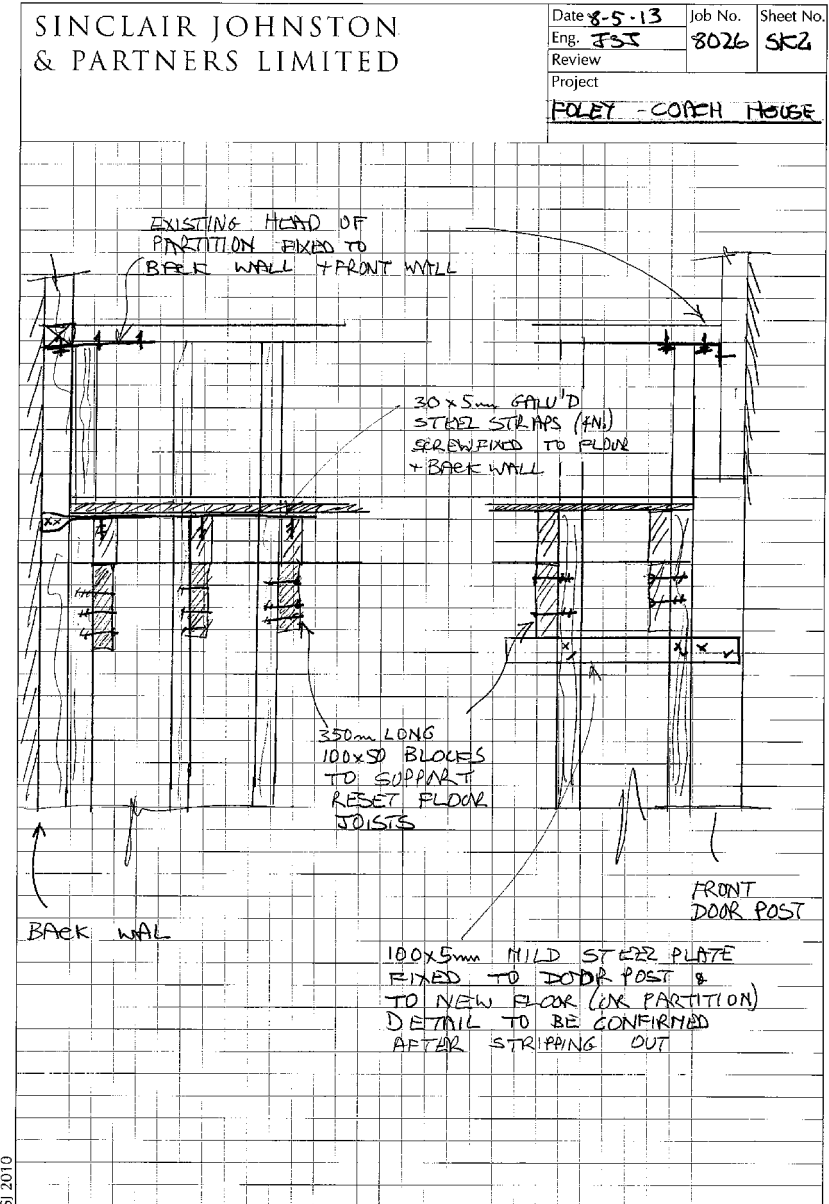 SINCLAIR JOHNSTON
& PARTNERS LIMITED
Date 8-5-13
Job No.
Sheet No.
Eng. JSJ
8026
SK2
Review
Project
FOLEY - COACH HOUSE
EXISTING HEAD OF
PARTITION FIXED TO
BACK WALL + FRONT WALL
30 x 5mm GALV'D
STEEL STRAPS (4N.)
SCREWFIXED TO FLOOR
+ BACK WALL
350mm LONG
100x50 BLOCKS
TO SUPPORT
RESET FLOOR
JOISTS
FRONT
DOOR POST
BACK WAL
100x5mm MILD STEEL PLATE
FIXED TO DOOR POST &
TO NEW FLOOR (OR PARTITION)
DETAIL TO BE CONFIRMED
AFTER STRIPPING OUT
SJ 2010